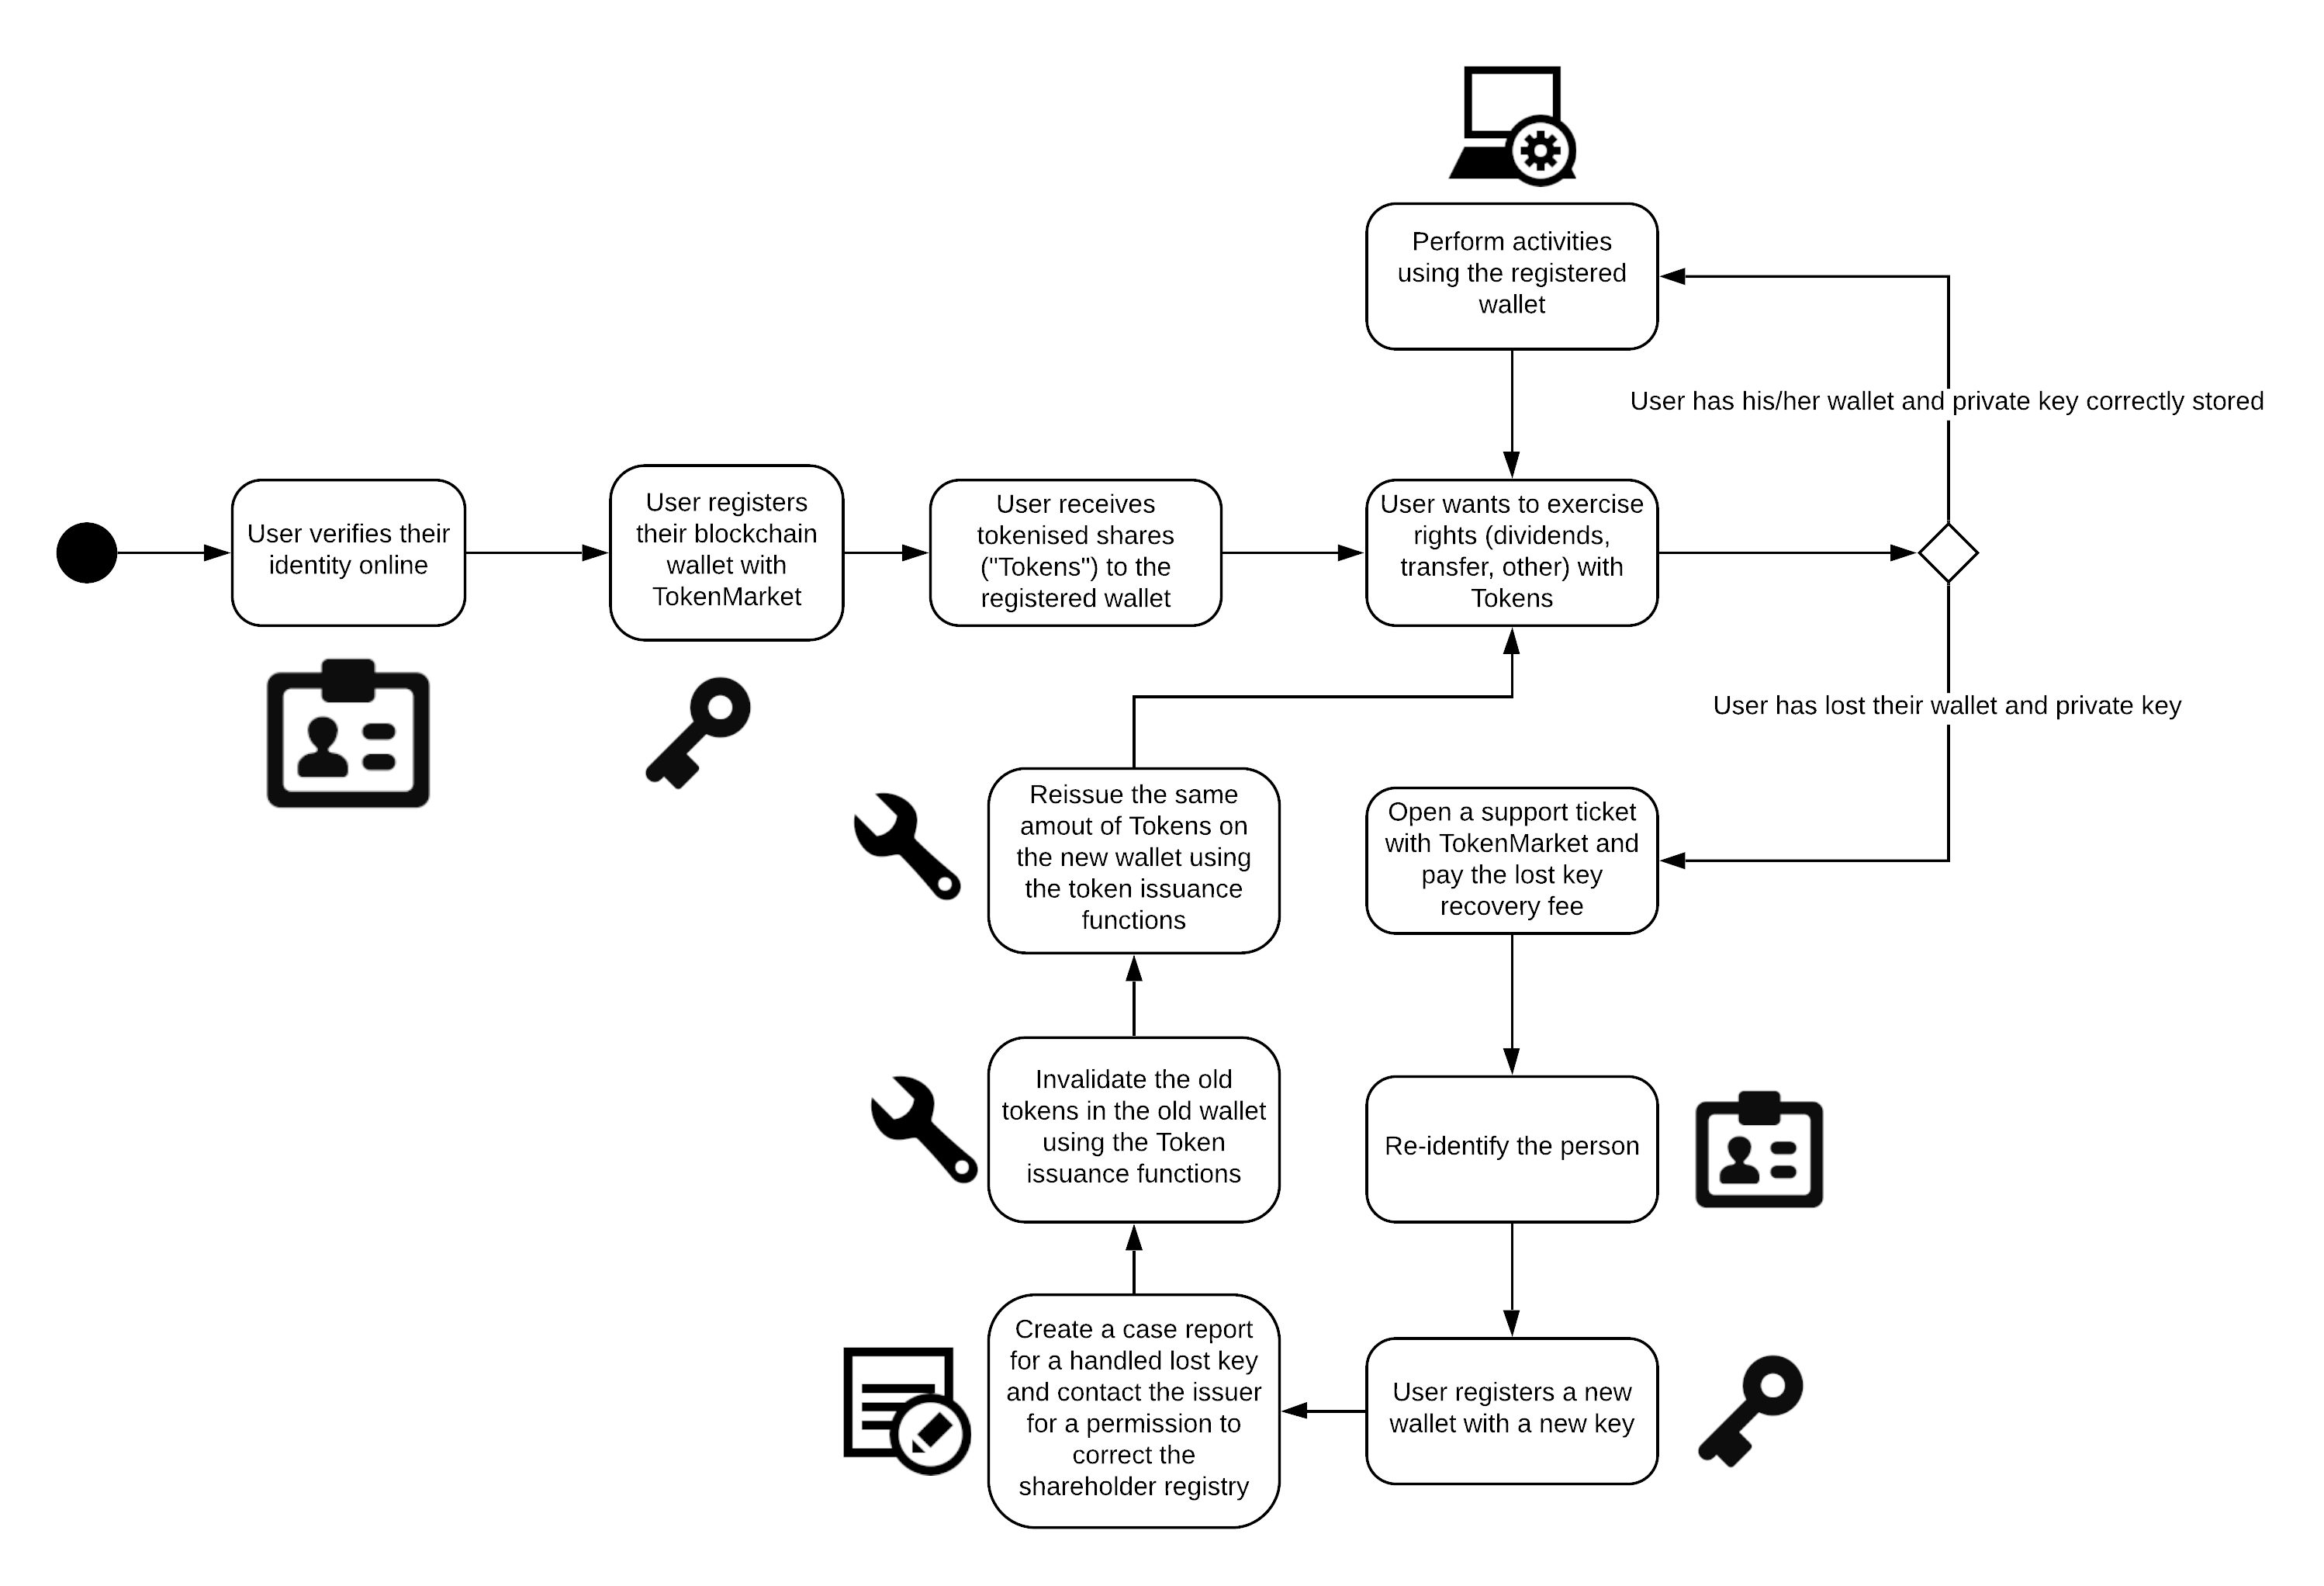 Perform activities
using the registered
wallet
User has his/her wallet and private key correctly stored
User verifies their
identity online
User registers
their blockchain
wallet with
TokenMarket
User receives
tokenised shares
("Tokens") to the
registered wallet
User wants to exercise
rights (dividends,
transfer, other) with
Tokens
User has lost their wallet and private key
Open a support ticket
with TokenMarket and
pay the lost key
recovery fee
Re-identify the person
User registers a new
wallet with a new key
Create a case report
for a handled lost key
and contact the issuer
for a permission to
correct the
shareholder registry
Invalidate the old
tokens in the old wallet
using the Token
issuance functions
Reissue the same
amout of Tokens on
the new wallet using
the token issuance
functions